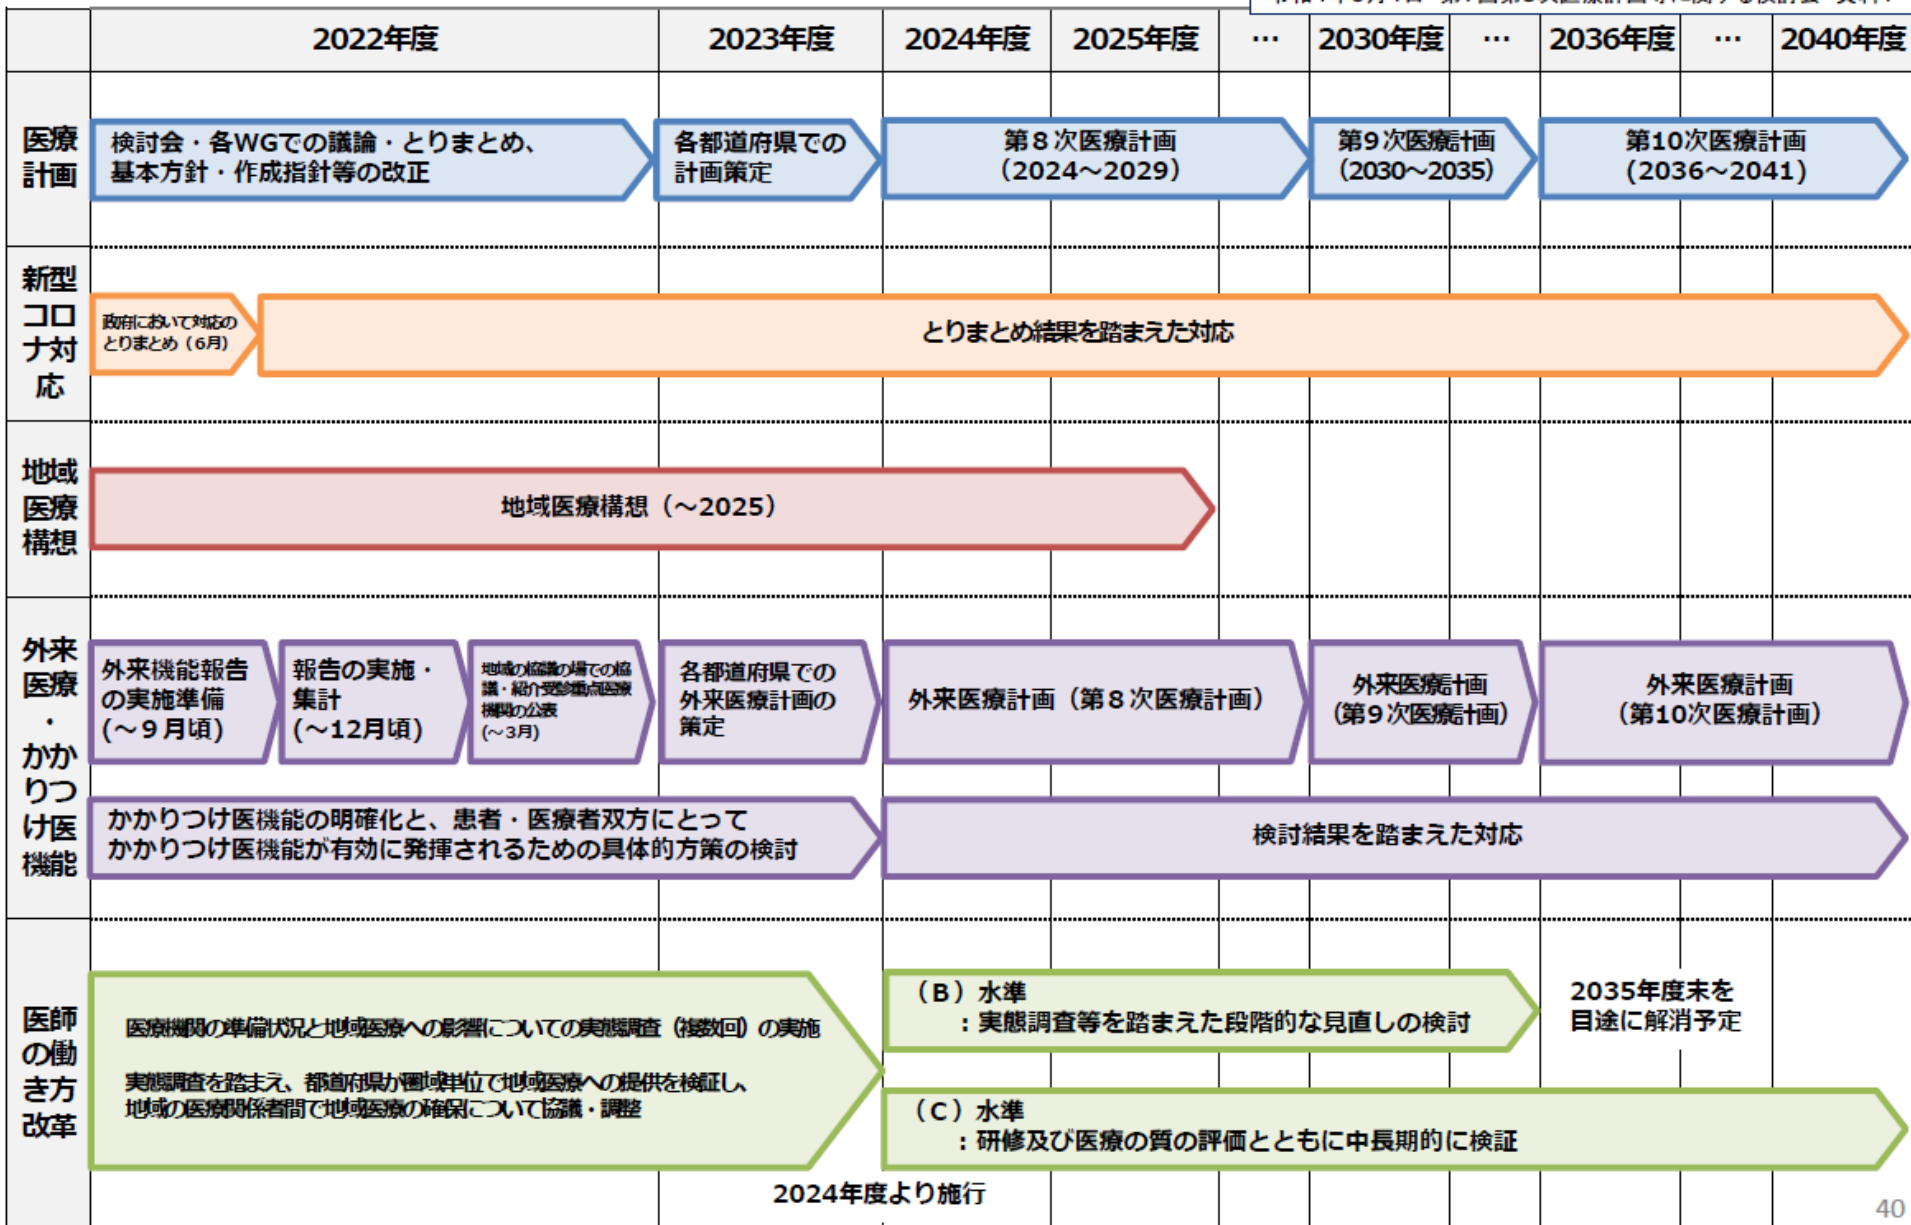 2022年度
2023年度
2024年度
2025年度
…
2030年度
…
2036年度
…
2040年度
医療
計画
検討会・各WGでの議論・とりまとめ、
基本方針・作成指針等の改正
各都道府県での
計画策定
第8次医療計画
（2024～2029）
第9次医療計画
（2030～2035）
第10次医療計画
(2036～2041)
新型
コロ
ナ対
応
政府において対応の
とりまとめ（6月）
とりまとめ結果を踏まえた対応
地域
医療
構想
地域医療構想（～2025）
外来
医療
・
かか
りつ
け医
機能
外来機能報告
の実施準備
(～9月頃)
報告の実施・
集計
(～12月頃)
地域の協議の場での協
議・紹介受診重点医療
機関の公表
(～3月)
各都道府県での
外来医療計画の
策定
外来医療計画（第8次医療計画）
外来医療計画
（第9次医療計画）
外来医療計画
（第10次医療計画）
かかりつけ医機能の明確化と、患者・医療者双方にとって
かかりつけ医機能が有効に発揮されるための具体的方策の検討
検討結果を踏まえた対応
医師
の働
き方
改革
医療機関の準備状況と地域医療への影響についての実態調査（複数回）の実施
実態調査を踏まえ、都道府県が圏域単位で地域医療への提供を検証し、
地域の医療関係者間で地域医療の確保について協議・調整
（B）水準
：実態調査等を踏まえた段階的な見直しの検討
2035年度末を
目途に解消予定
（C）水準
：研修及び医療の質の評価とともに中長期的に検証
2024年度より施行
40